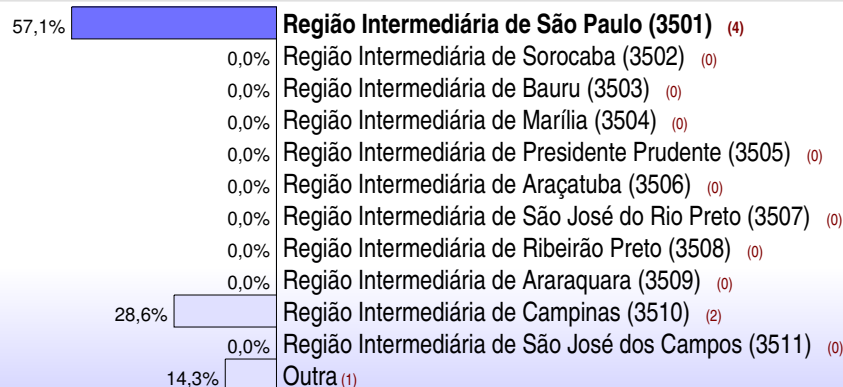 57,1% Região Intermediária de São Paulo (3501) (4)
0,0% Região Intermediária de Sorocaba (3502) (0)
0,0% Região Intermediária de Bauru (3503) (0)
0,0% Região Intermediária de Marília (3504) (0)
0,0% Região Intermediária de Presidente Prudente (3505) (0)
0,0% Região Intermediária de Araçatuba (3506) (0)
0,0% Região Intermediária de São José do Rio Preto (3507) (0)
0,0% Região Intermediária de Ribeirão Preto (3508) (0)
0,0% Região Intermediária de Araraquara (3509) (0)
28,6% Região Intermediária de Campinas (3510) (2)
0,0% Região Intermediária de São José dos Campos (3511) (0)
14,3% Outra (1)